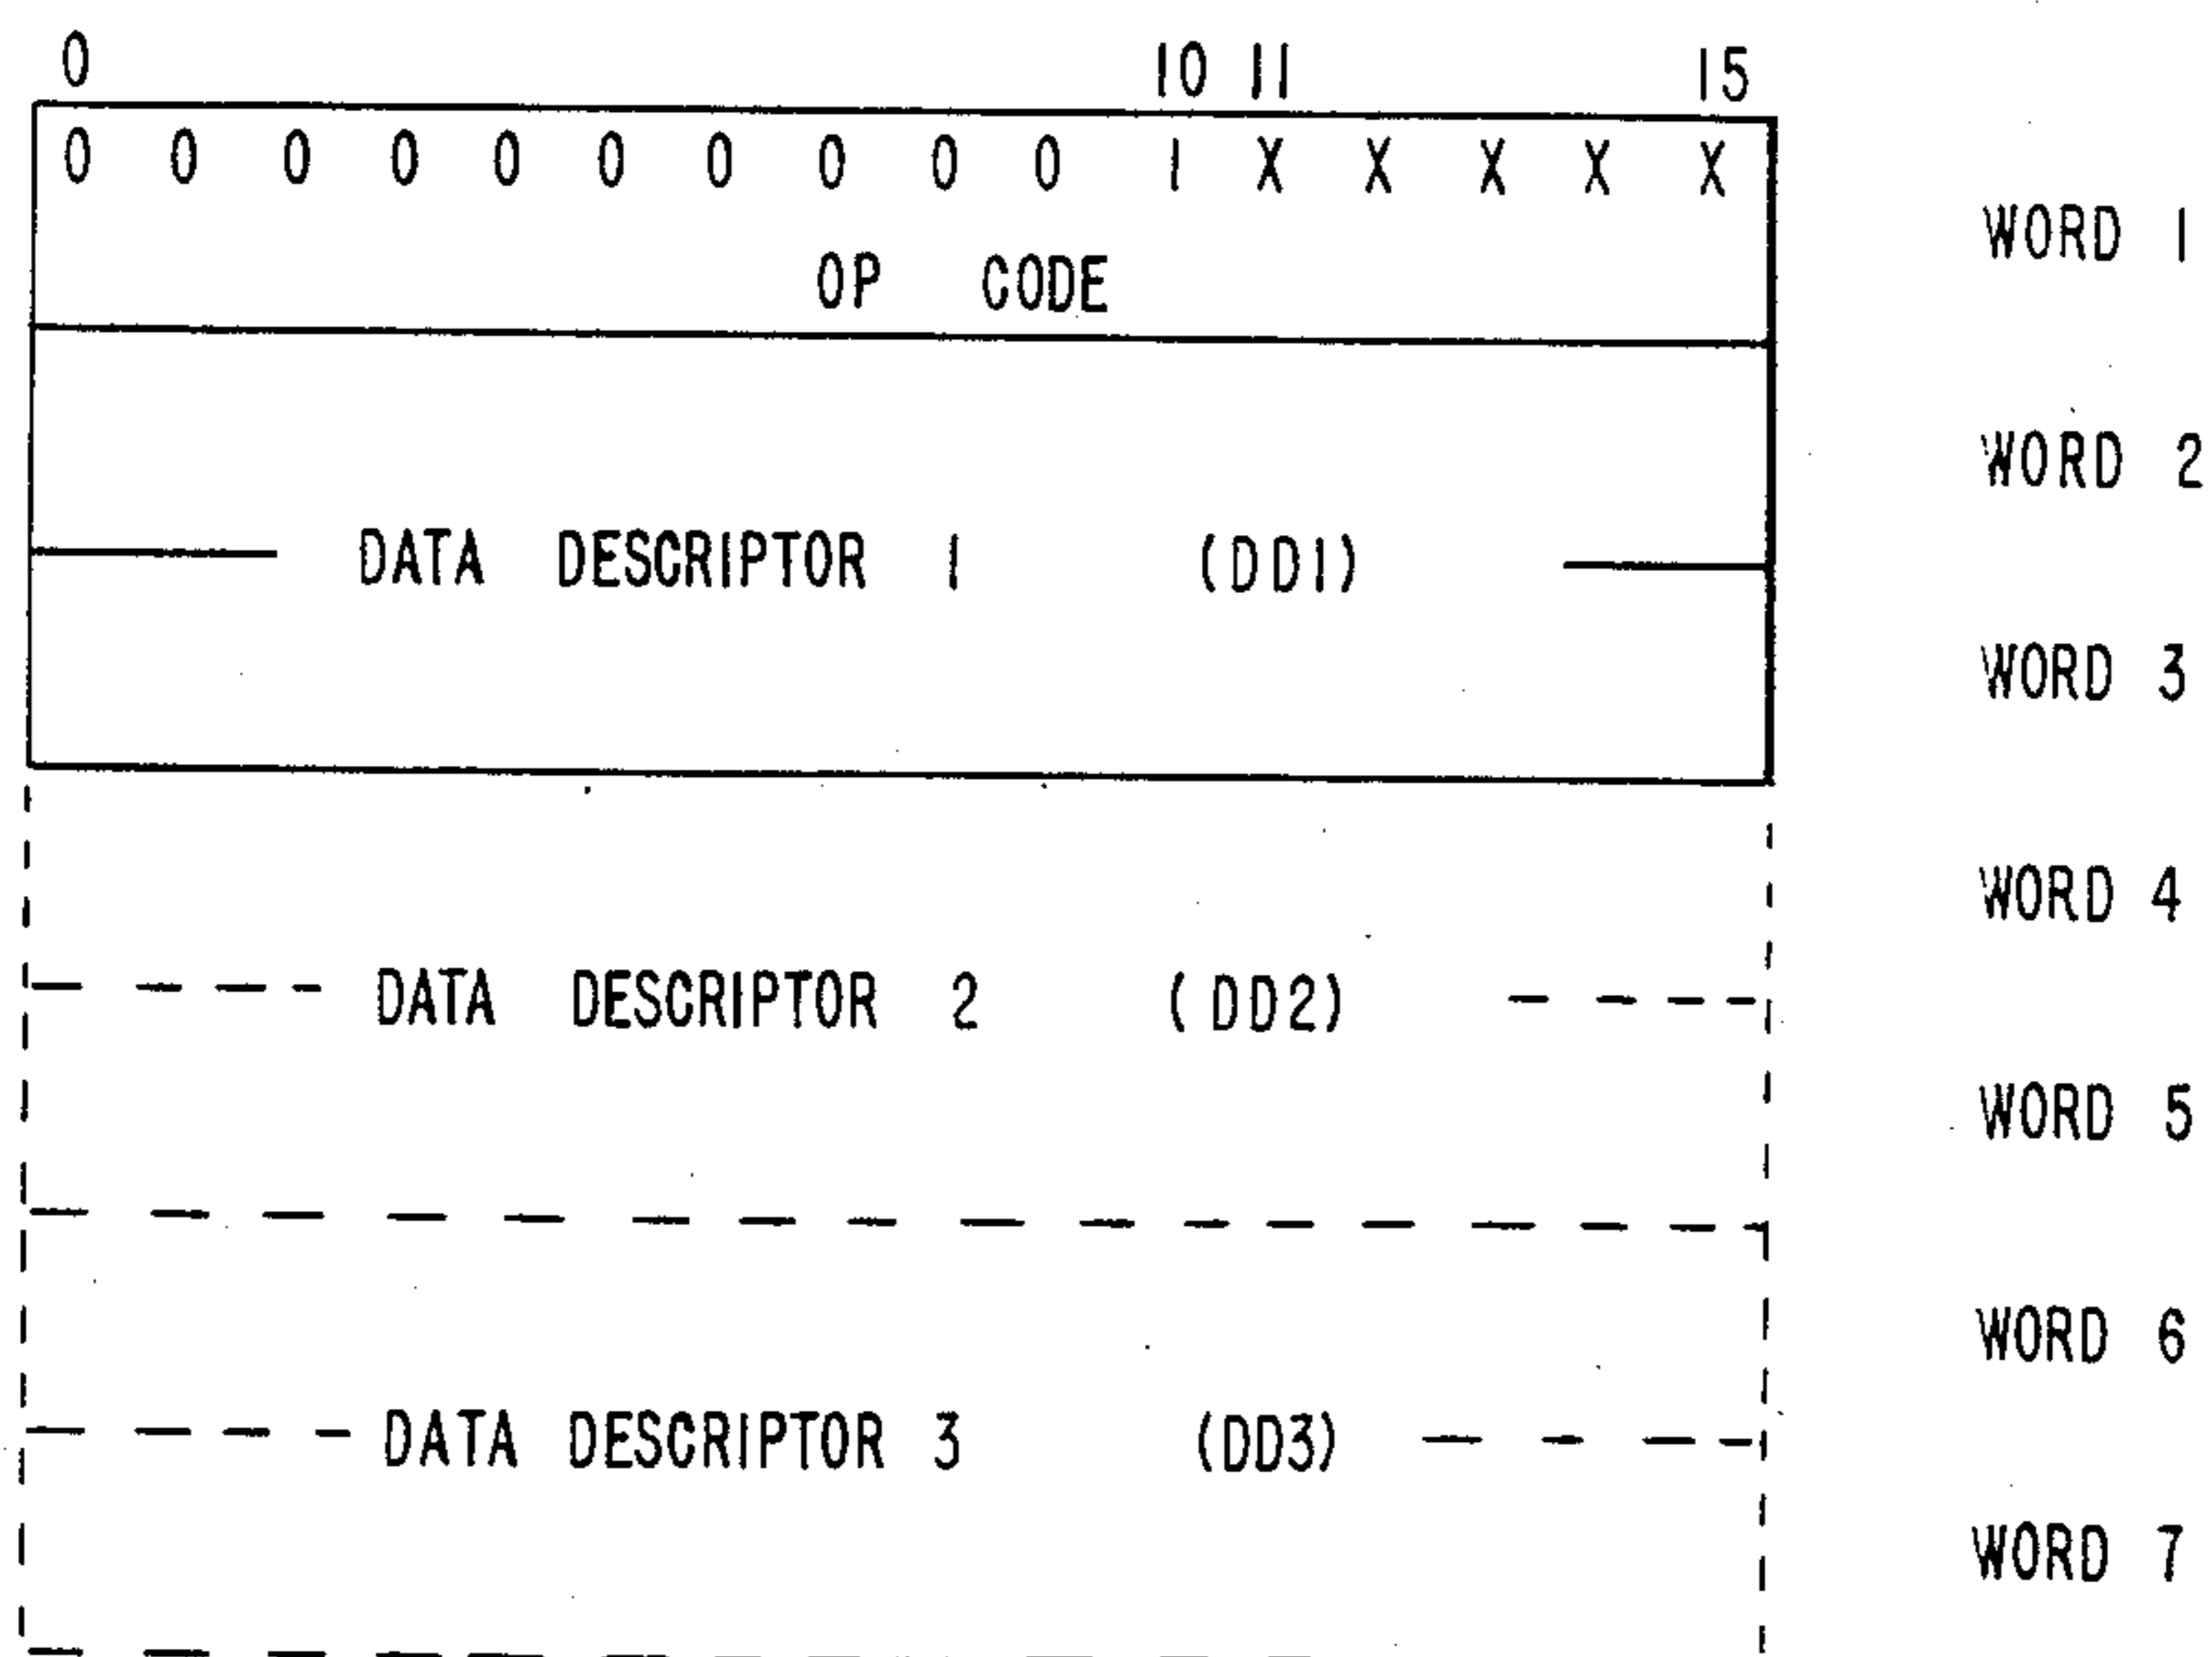 0 10 11 15
0 0 0 0 0 0 0 0 0 0 1 X X X X X
WORD 1
OP CODE
WORD 2
DATA DESCRIPTOR 1 (DD1)
WORD 3
WORD 4
DATA DESCRIPTOR 2 (DD2)
WORD 5
WORD 6
DATA DESCRIPTOR 3 (DD3)
WORD 7